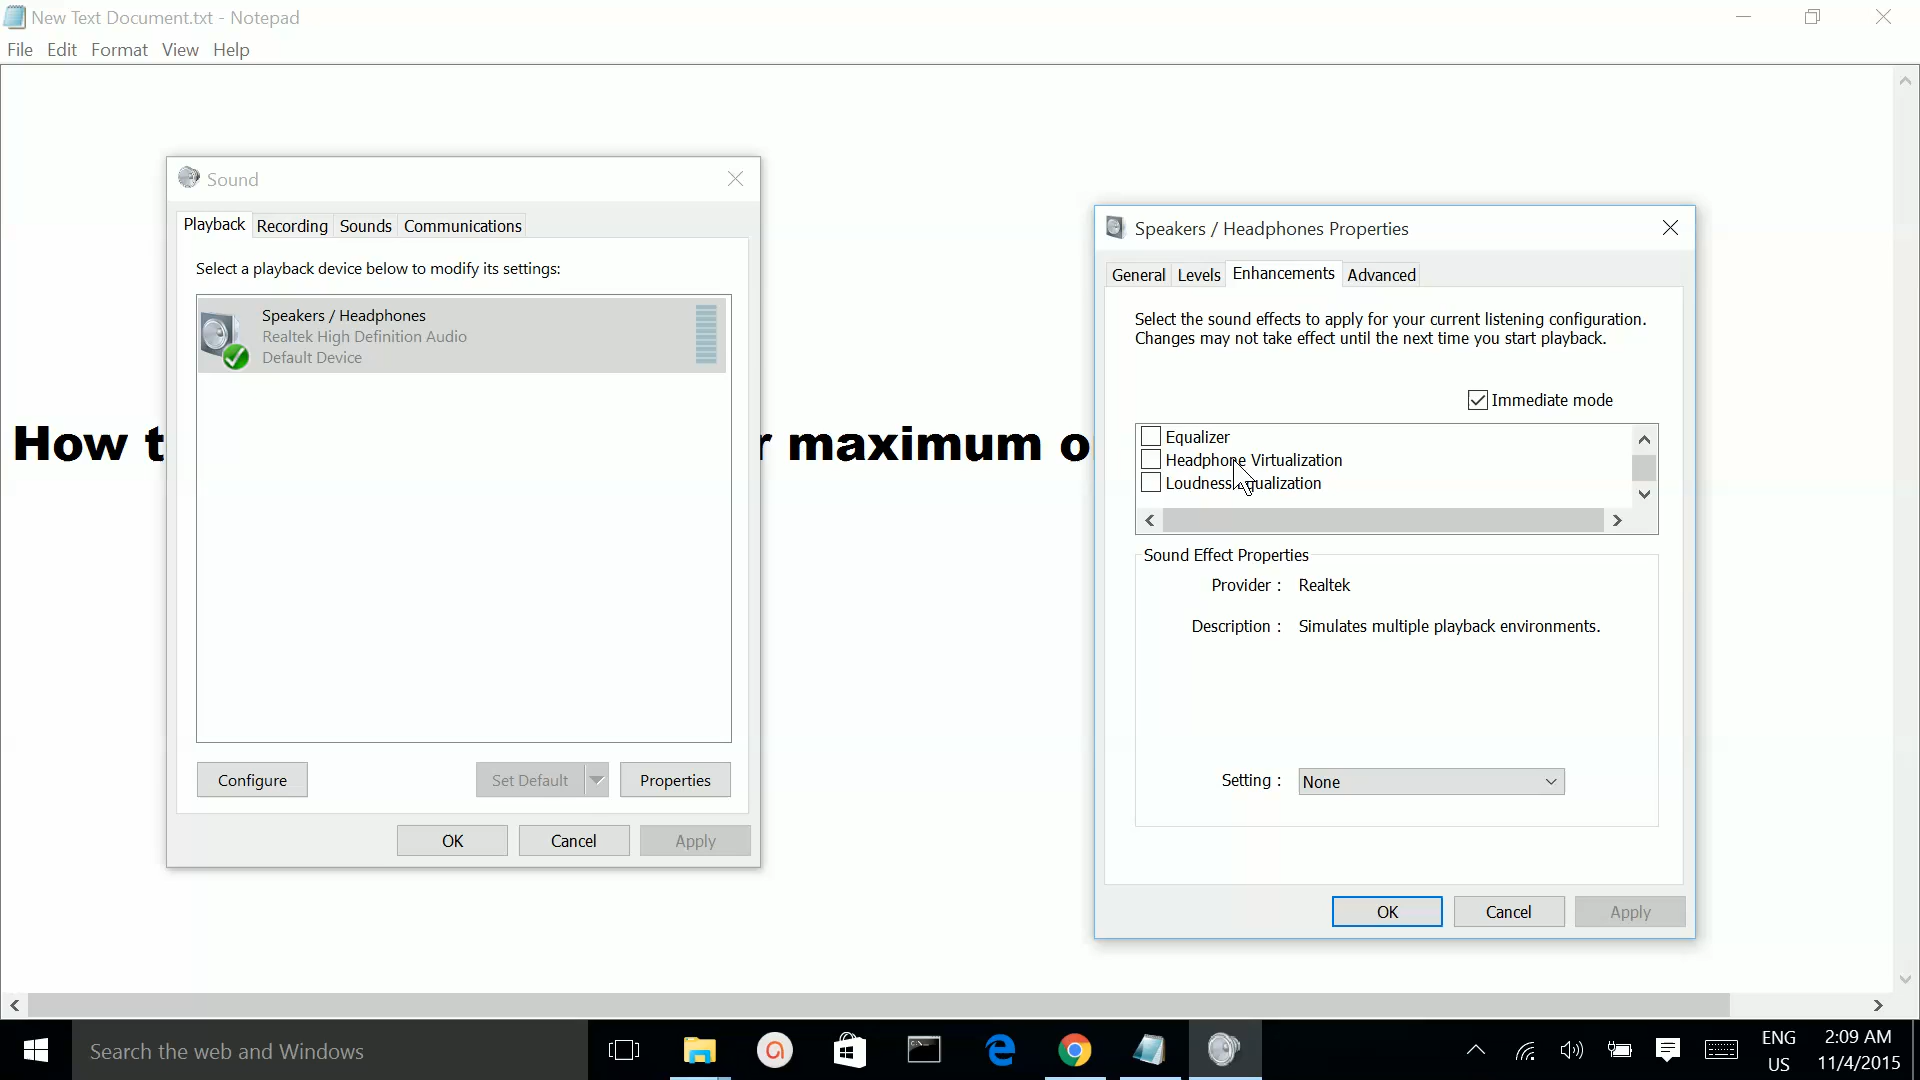 New Text Document.txt - Notepad
File Edit Format View Help
Sound
Playback Recording Sounds Communications
Select a playback device below to modify its settings:
Speakers / Headphones
Realtek High Definition Audio
Default Device
Configure
Set Default
Properties
OK
Cancel
Apply
How
maximum
Speakers / Headphones Properties
General Levels Enhancements Advanced
Select the sound effects to apply for your current listening configuration.
Changes may not take effect until the next time you start playback.
Immediate mode
Equalizer
Headphone Virtualization
Loudness Equalization
Sound Effect Properties
Provider : Realtek
Description : Simulates multiple playback environments.
Setting : None
OK
Cancel
Apply
Search the web and Windows
ENG
US
2:09 AM
11/4/2015